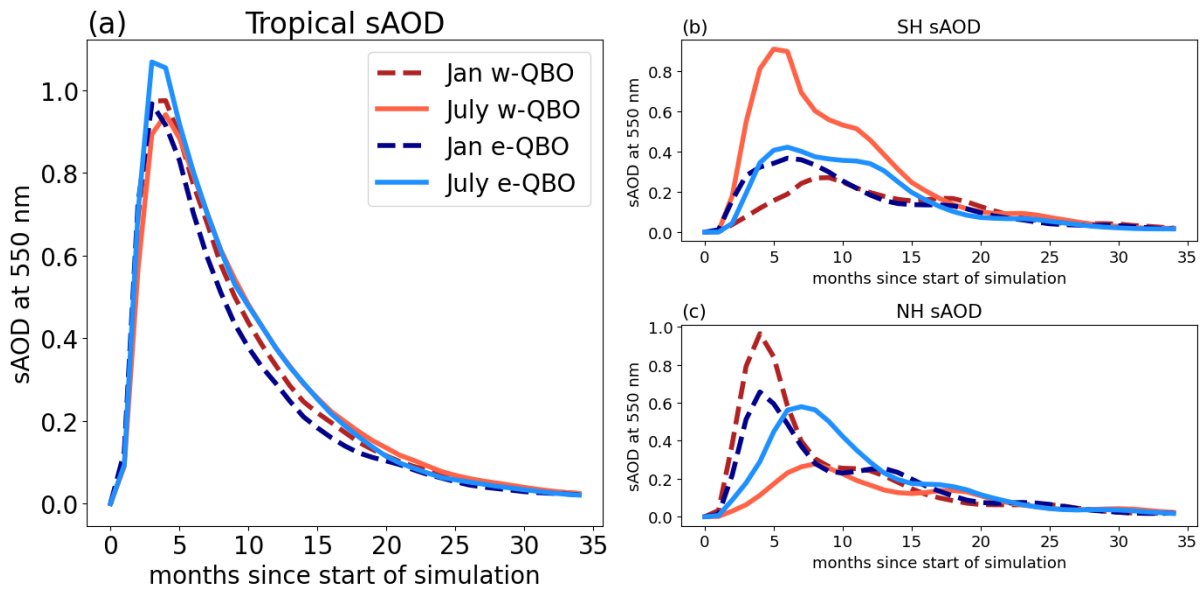 (a)
Tropical sAOD
Jan w-QBO
July w-QBO
Jan e-QBO
July e-QBO
sAOD at 550 nm
1.0
0.8
0.6
0.4
0.2
0.0
0 5 10 15 20 25 30 35
months since start of simulation
(b)
SH sAOD
sAOD at 550 nm
0.8
0.6
0.4
0.2
0.0
0 5 10 15 20 25 30 35
months since start of simulation
(c)
NH sAOD
sAOD at 550 nm
1.0
0.8
0.6
0.4
0.2
0.0
0 5 10 15 20 25 30 35
months since start of simulation